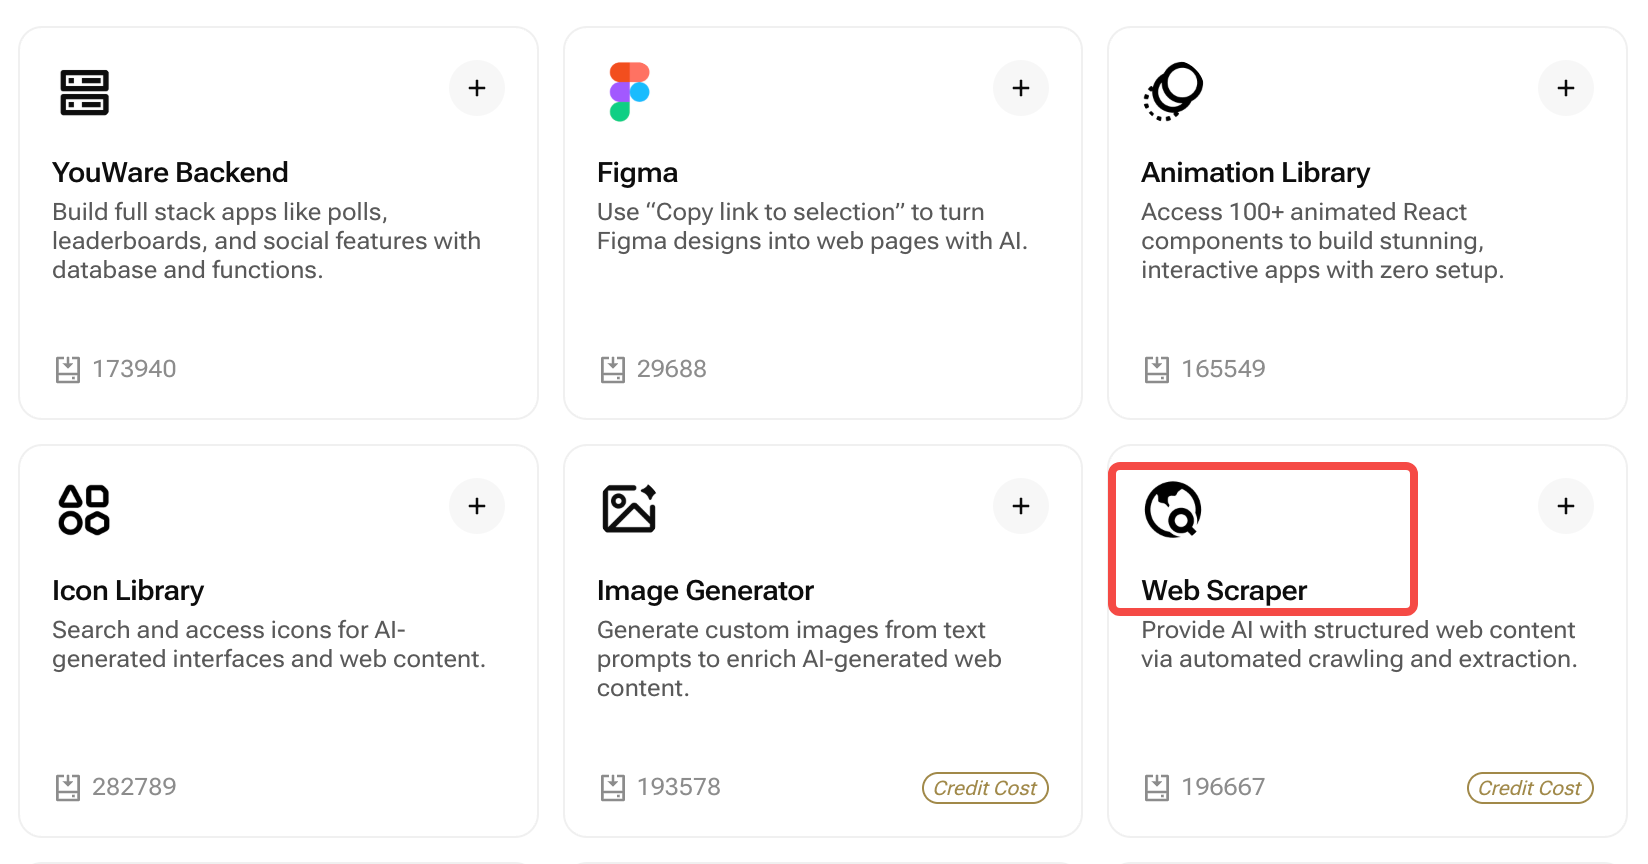 YouWare Backend
Build full stack apps like polls,
leaderboards, and social features with
database and functions.
173940
Figma
Use “Copy link to selection” to turn
Figma designs into web pages with AI.
29688
Animation Library
Access 100+ animated React
components to build stunning,
interactive apps with zero setup.
165549
Icon Library
Search and access icons for AI-
generated interfaces and web content.
282789
Image Generator
Generate custom images from text
prompts to enrich AI-generated web
content.
193578
Credit Cost
Web Scraper
Provide AI with structured web content
via automated crawling and extraction.
196667
Credit Cost